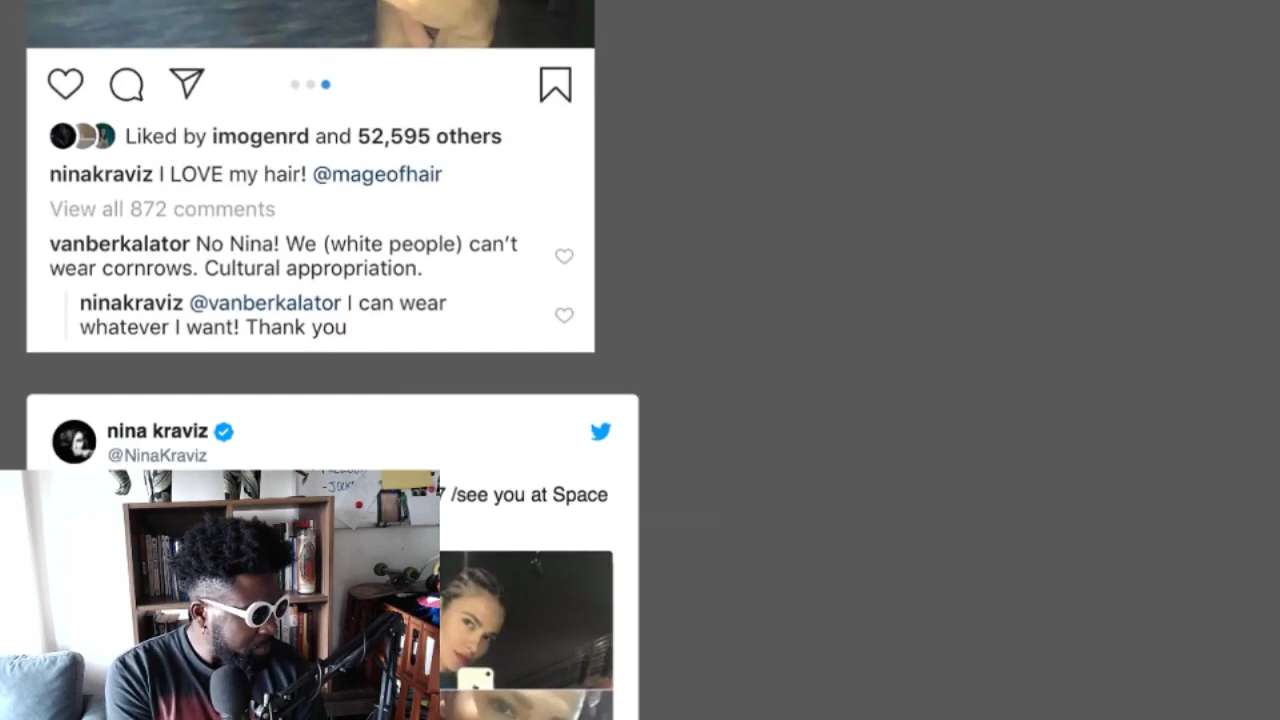 Liked by imogenrd and 52,595 others
ninakraviz I LOVE my hair! @mageofhair
View all 872 comments
vanberkalator No Nina! We (white people) can't
wear cornrows. Cultural appropriation.
ninakraviz @vanberkalator I can wear
whatever I want! Thank you
nina kraviz
@NinaKraviz
/see you at Space